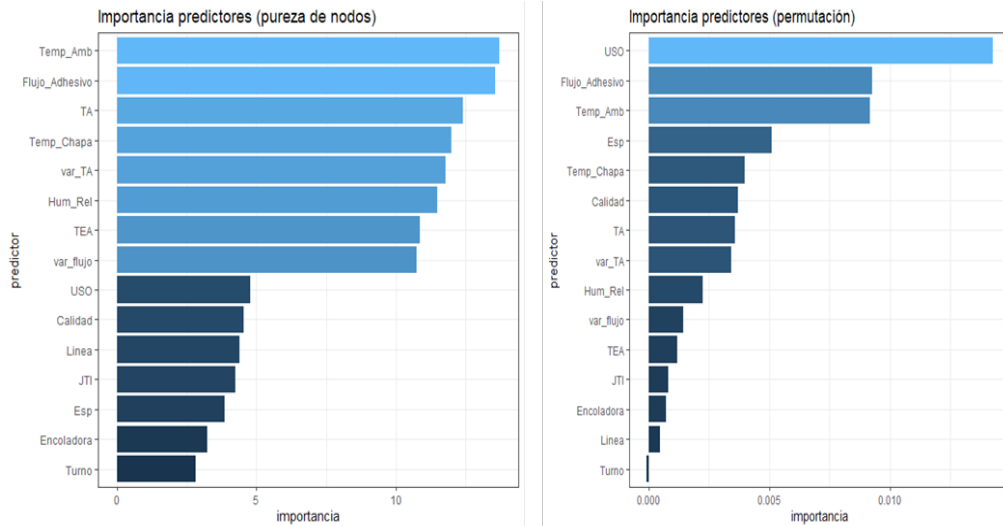 Importancia predictores (pureza de nodos)
predictor
Temp_Amb
Flujo_Adhesivo
TA
Temp_Chapa
var_TA
Hum_Rel
TEA
var_flujo
USO
Calidad
Linea
JTI
Esp
Encoladora
Turno
0 5 10
importancia
Importancia predictores (permutación)
predictor
USO
Flujo_Adhesivo
Temp_Amb
Esp
Temp_Chapa
Calidad
TA
var_TA
Hum_Rel
var_flujo
TEA
JTI
Encoladora
Linea
Turno
0.000 0.005 0.010
importancia